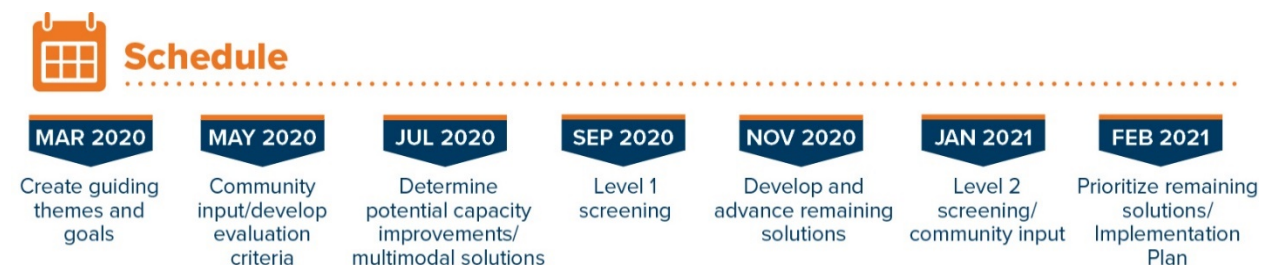 Schedule
MAR 2020
Create guiding
themes and
goals
MAY 2020
Community
input/develop
evaluation
criteria
JUL 2020
Determine
potential capacity
improvements/
multimodal solutions
SEP 2020
Level 1
screening
NOV 2020
Develop and
advance remaining
solutions
JAN 2021
Level 2
screening/
community input
FEB 2021
Prioritize remaining
solutions/
Implementation
Plan